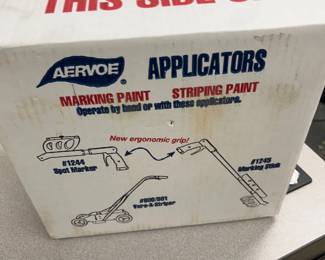 THIS SIDE
AERVOE
APPLICATORS
MARKING PAINT STRIPING PAINT
Operate by hand or with these applicators.
New ergonomic grip!
#1244
Spot Marker
#1245
Marking Stick
#800/801
Vers-A-Striper